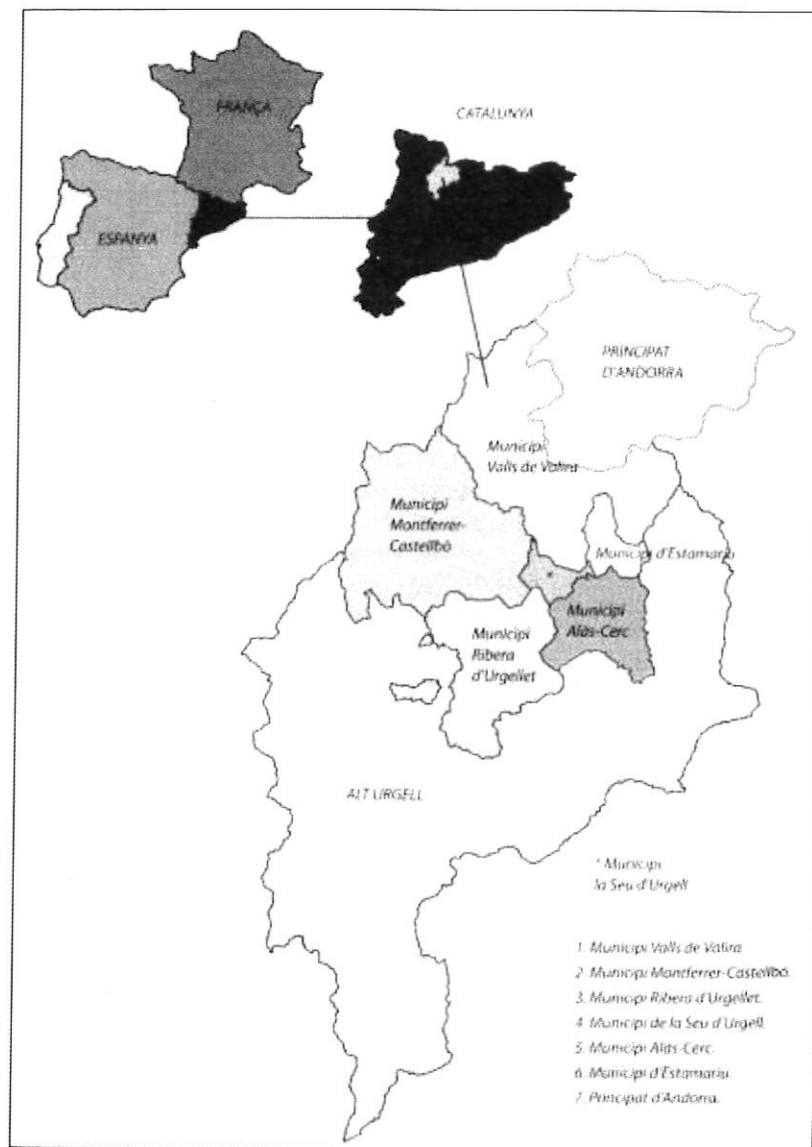 FRANÇA
CATALUNYA
ESPANYA
PRINCIPAT
D'ANDORRA
Municipi
Valls de Valira
Municipi
Montferrer-
Castellbò
Municipi d'Estamariu
Municipi
Alàs-Cerc
Municipi
Ribera
d'Urgellet
ALT URGELL
* Municipi
la Seu d'Urgell
1. Municipi Valls de Valira.
2. Municipi Montferrer-Castellbò.
3. Municipi Ribera d'Urgellet.
4. Municipi de la Seu d'Urgell.
5. Municipi Alàs-Cerc.
6. Municipi d'Estamariu.
7. Principat d'Andorra.